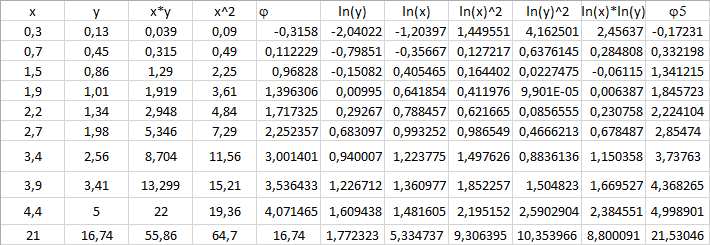 x y x*y x^2 φ ln(y) ln(x) ln(x)^2 ln(y)^2 ln(x)*ln(y) φ5
0,3 0,13 0,039 0,09 -0,3158 -2,04022 -1,20397 1,449551 4,162501 2,45637 -0,17231
0,7 0,45 0,315 0,49 0,112229 -0,79851 -0,35667 0,127217 0,6376145 0,284808 0,332198
1,5 0,86 1,29 2,25 0,96828 -0,15082 0,405465 0,164402 0,0227475 -0,06115 1,341215
1,9 1,01 1,919 3,61 1,396306 0,00995 0,641854 0,411976 9,901E-05 0,006387 1,845723
2,2 1,34 2,948 4,84 1,717325 0,29267 0,788457 0,621665 0,0856555 0,230758 2,224104
2,7 1,98 5,346 7,29 2,252357 0,683097 0,993252 0,986549 0,4666213 0,678487 2,85474
3,4 2,56 8,704 11,56 3,001401 0,940007 1,223775 1,497626 0,8836136 1,150358 3,73763
3,9 3,41 13,299 15,21 3,536433 1,226712 1,360977 1,852257 1,504823 1,669527 4,368265
4,4 5 22 19,36 4,071465 1,609438 1,481605 2,195152 2,5902904 2,384551 4,998901
21 16,74 55,86 64,7 16,74 1,772323 5,334737 9,306395 10,353966 8,800091 21,53046